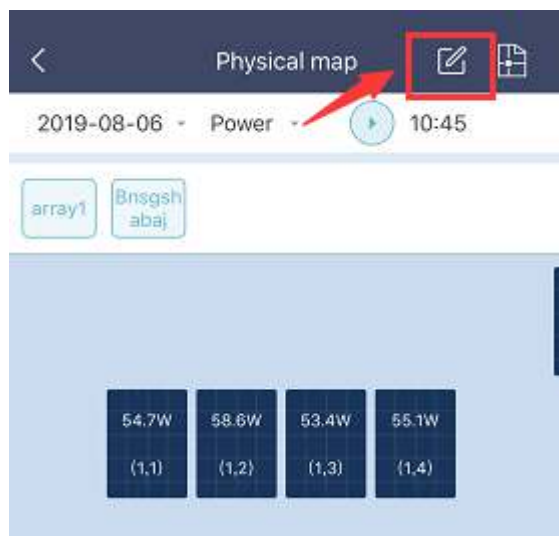 Physical map
2019-08-06 Power 10:45
array1
Bnsgsh
abaj
54.7W 58.6W 53.4W 55.1W
(1,1) (1,2) (1,3) (1,4)